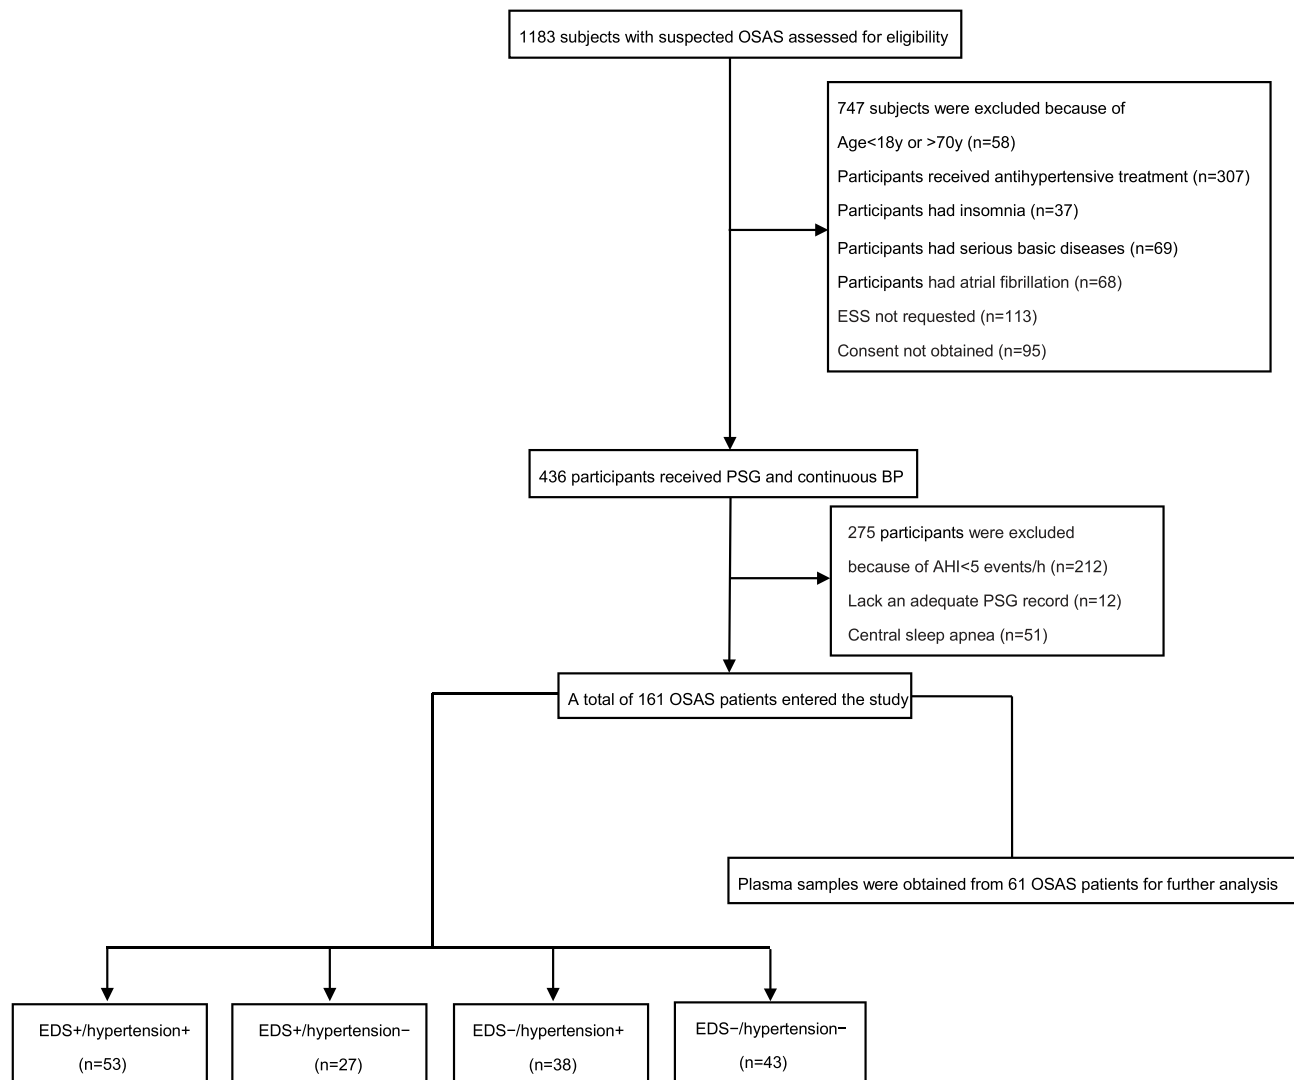 1183 subjects with suspected OSAS assessed for eligibility
747 subjects were excluded because of
Age<18y or >70y (n=58)
Participants received antihypertensive treatment (n=307)
Participants had insomnia (n=37)
Participants had serious basic diseases (n=69)
Participants had atrial fibrillation (n=68)
ESS not requested (n=113)
Consent not obtained (n=95)
436 participants received PSG and continuous BP
275 participants were excluded
because of AHI<5 events/h (n=212)
Lack an adequate PSG record (n=12)
Central sleep apnea (n=51)
A total of 161 OSAS patients entered the study
Plasma samples were obtained from 61 OSAS patients for further analysis
EDS+/hypertension+
(n=53)
EDS+/hypertension−
(n=27)
EDS−/hypertension+
(n=38)
EDS−/hypertension−
(n=43)